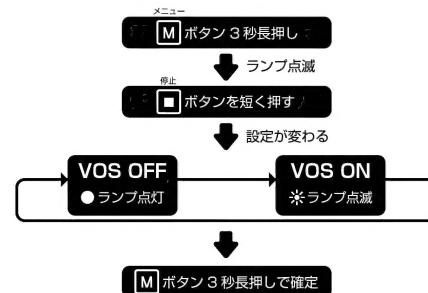 メニュー
M ボタン 3 秒長押し
ランプ点滅
停止
■ ボタンを短く押す
設定が変わる
VOS OFF
●ランプ点灯
VOS ON
ランプ点滅
M ボタン 3 秒長押しで確定